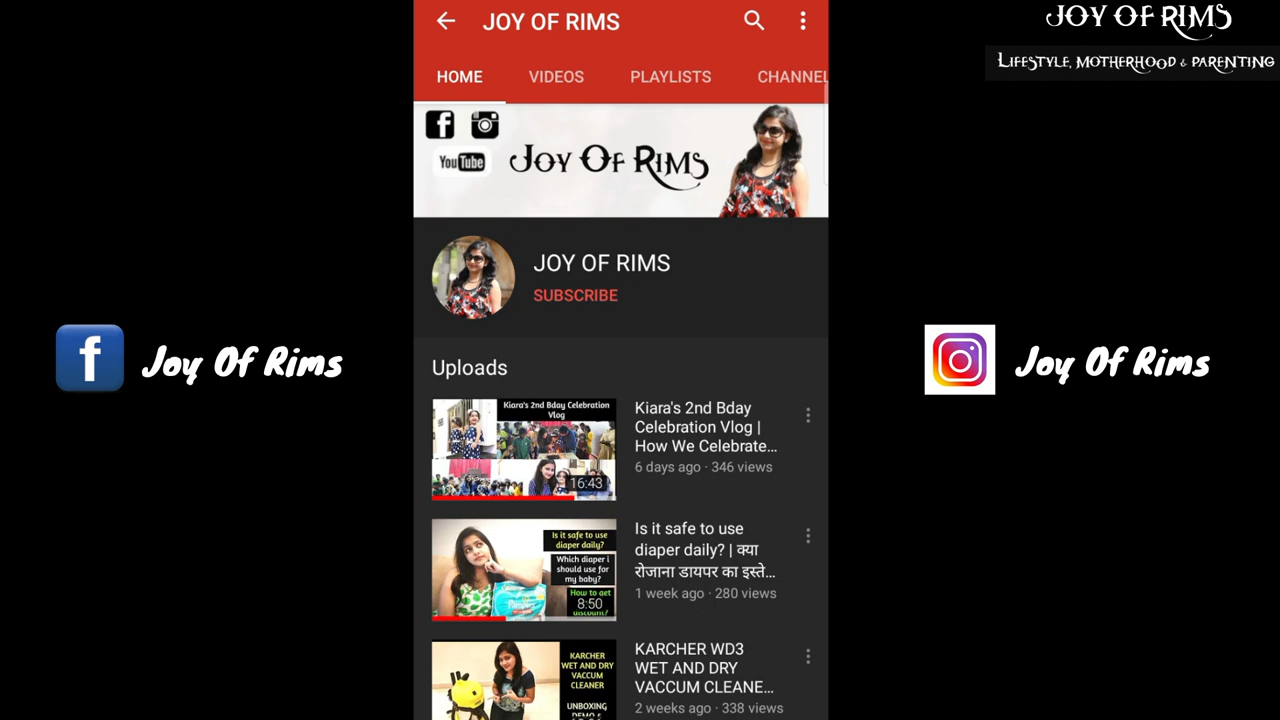 JOY OF RIMS
HOME VIDEOS PLAYLISTS CHANNEL
JOY OF RIMS
LIFESTYLE, MOTHERHOOD & PARENTING
f
YouTube
JOY OF RIMS
JOY OF RIMS
SUBSCRIBE
f Joy Of Rims
Joy Of Rims
Uploads
Kiara's 2nd Bday Celebration
Vlog
16:43
Kiara's 2nd Bday
Celebration Vlog |
How We Celebrate...
6 days ago · 346 views
Is it safe to use
diaper daily?
Which diaper i
should use for
my baby?
How to get
discount?
8:50
Pampers
Is it safe to use
diaper daily? | क्या
रोजाना डायपर का इस्ते...
1 week ago · 280 views
KARCHER
WET AND DRY
VACCUM
CLEANER
UNBOXING
KARCHER WD3
WET AND DRY
VACCUM CLEANE...
2 weeks ago · 338 views